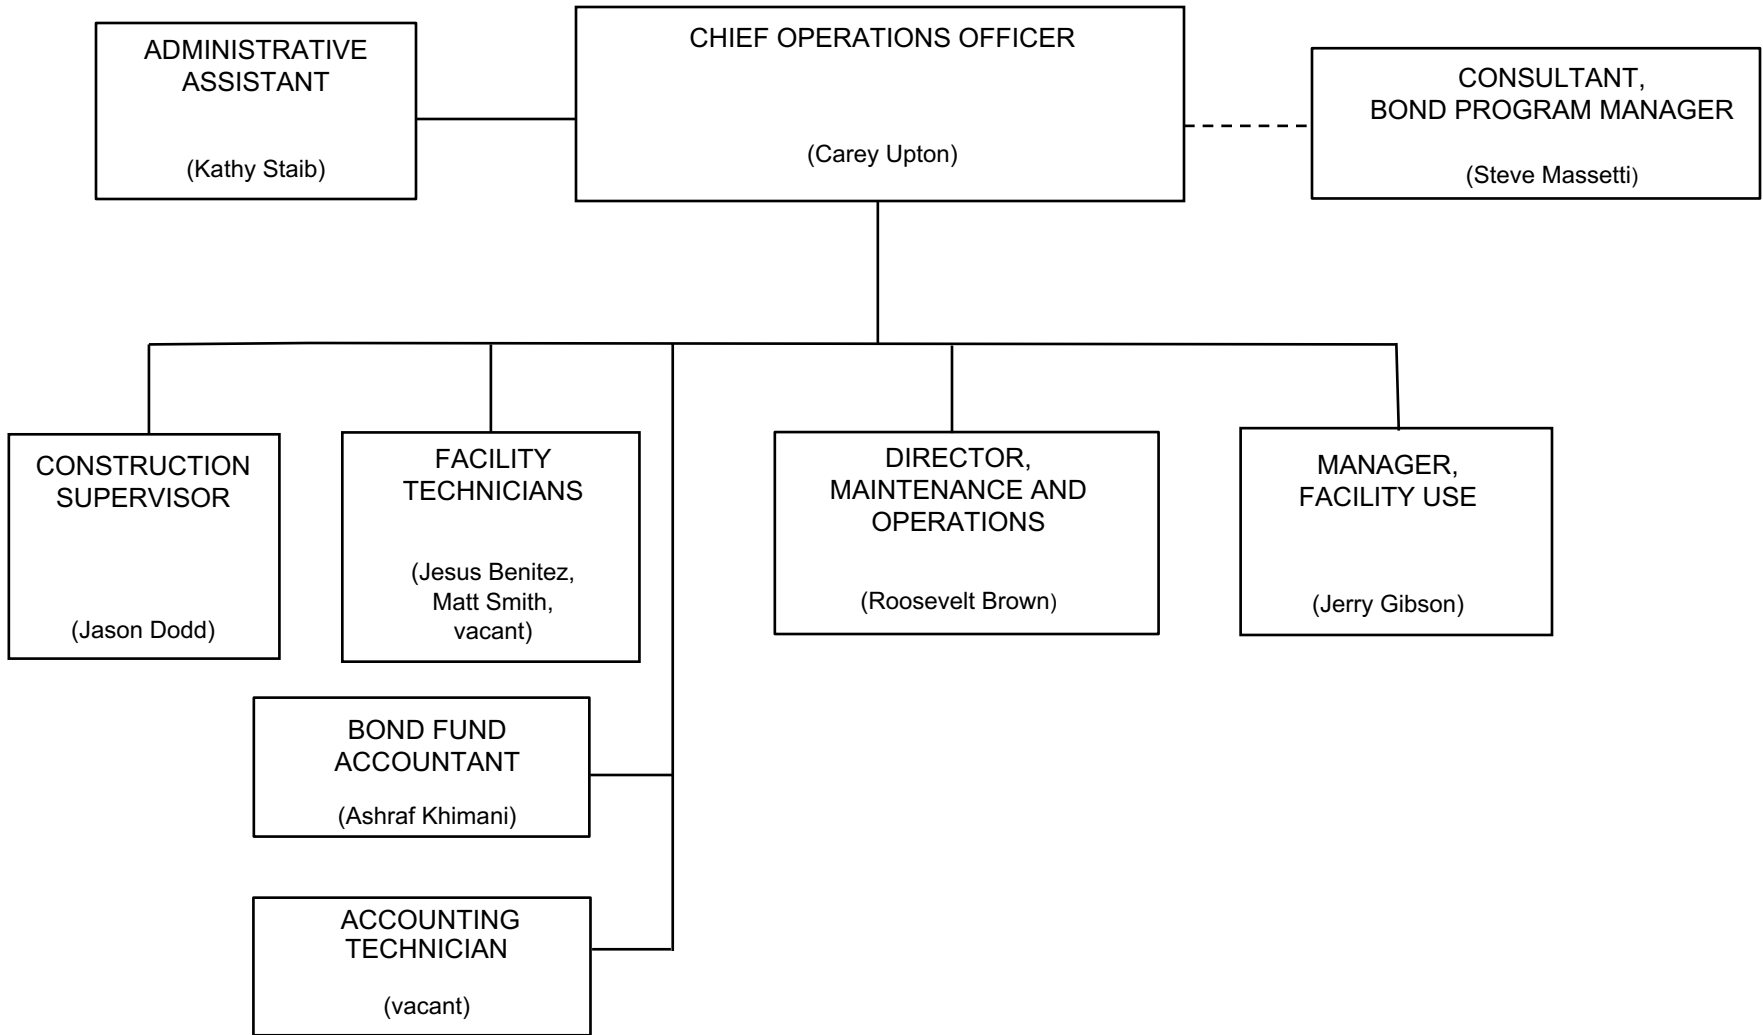 ADMINISTRATIVE
ASSISTANT
(Kathy Staib)
CHIEF OPERATIONS OFFICER
(Carey Upton)
CONSULTANT,
BOND PROGRAM MANAGER
(Steve Massetti)
CONSTRUCTION
SUPERVISOR
(Jason Dodd)
FACILITY
TECHNICIANS
(Jesus Benitez,
Matt Smith,
vacant)
DIRECTOR,
MAINTENANCE AND
OPERATIONS
(Roosevelt Brown)
MANAGER,
FACILITY USE
(Jerry Gibson)
BOND FUND
ACCOUNTANT
(Ashraf Khimani)
ACCOUNTING
TECHNICIAN
(vacant)